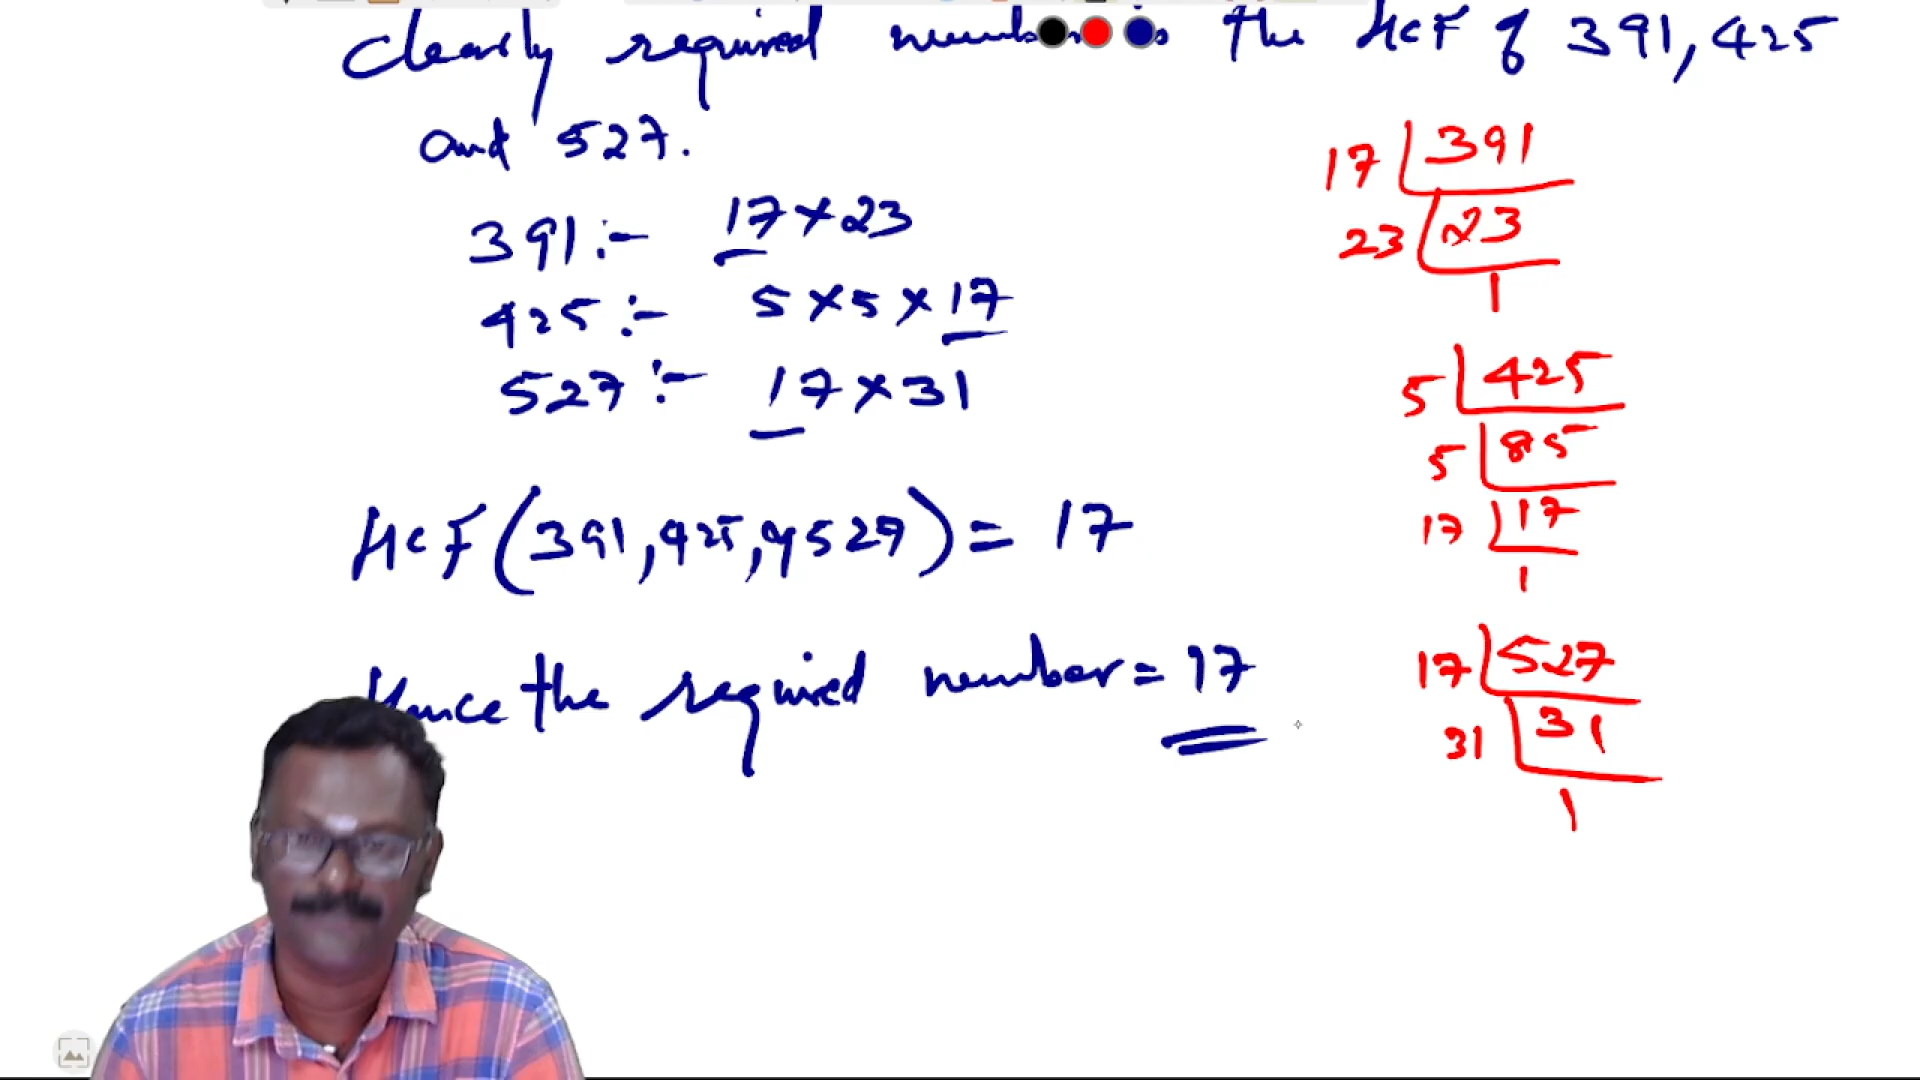 Clearly required number is the HCF of 391, 425
and 527.
391 :- 17 × 23
425 :- 5 × 5 × 17
527 :- 17 × 31
HCF (391, 425, & 527) = 17
Hence the required number = 17
17 391
23 23
1
5 425
5 85
17 17
1
17 527
31 31
1